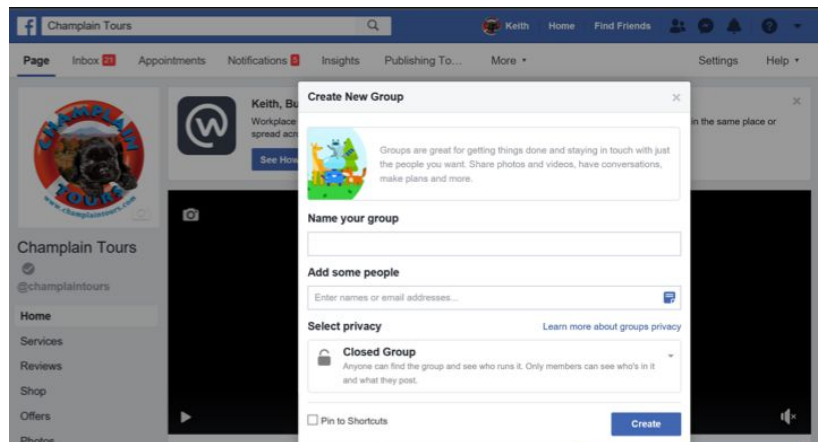 Champlain Tours
Keith Home Find Friends
Page Inbox 21 Appointments Notifications 5 Insights Publishing To... More Settings Help
Create New Group
Keith, Bu
Workplace
spread acr
See How
in the same place or
Groups are great for getting things done and staying in touch with just
the people you want. Share photos and videos, have conversations,
make plans and more.
CHAMPLAIN
TOURS
www.champlaintours.com
Name your group
Champlain Tours
@champlaintours
Add some people
Enter names or email addresses...
Home
Services
Reviews
Shop
Offers
Photos
Select privacy Learn more about groups privacy
Closed Group
Anyone can find the group and see who runs it. Only members can see who's in it
and what they post.
Pin to Shortcuts Create